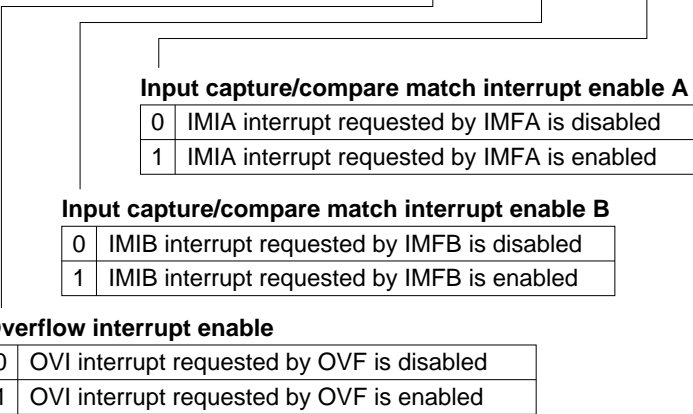 Input capture/compare match interrupt enable A
0 IMIA interrupt requested by IMFA is disabled
1 IMIA interrupt requested by IMFA is enabled
Input capture/compare match interrupt enable B
0 IMIB interrupt requested by IMFB is disabled
1 IMIB interrupt requested by IMFB is enabled
Overflow interrupt enable
0 OVI interrupt requested by OVF is disabled
1 OVI interrupt requested by OVF is enabled